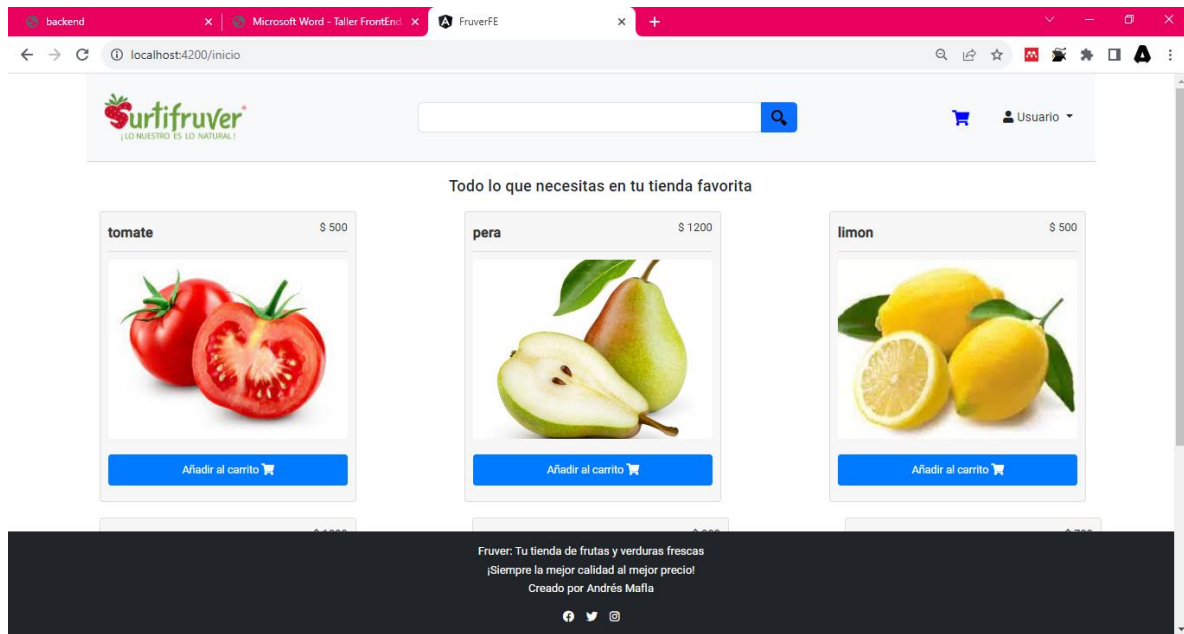 backend
Microsoft Word - Taller FrontEnd
FruverFE
localhost:4200/inicio
Surtifruver
¡LO NUESTRO ES LO NATURAL!
Usuario
Todo lo que necesitas en tu tienda favorita
tomate $ 500
pera $ 1200
limon $ 500
Añadir al carrito
Añadir al carrito
Añadir al carrito
Fruver: Tu tienda de frutas y verduras frescas
¡Siempre la mejor calidad al mejor precio!
Creado por Andrés Mafla